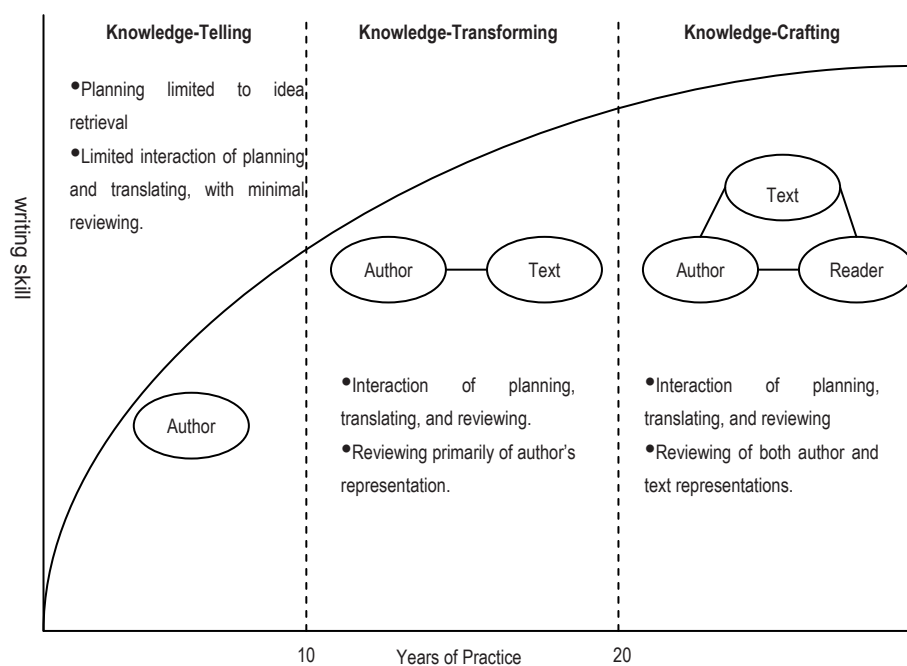 Knowledge-Telling
●Planning limited to idea
retrieval
●Limited interaction of planning
and translating, with minimal
reviewing.
Author
Knowledge-Transforming
Author
Text
●Interaction of planning,
translating, and reviewing.
●Reviewing primarily of author's
representation.
Knowledge-Crafting
Text
Author
Reader
●Interaction of planning,
translating, and reviewing
●Reviewing of both author and
text representations.
writing skill
10
Years of Practice
20